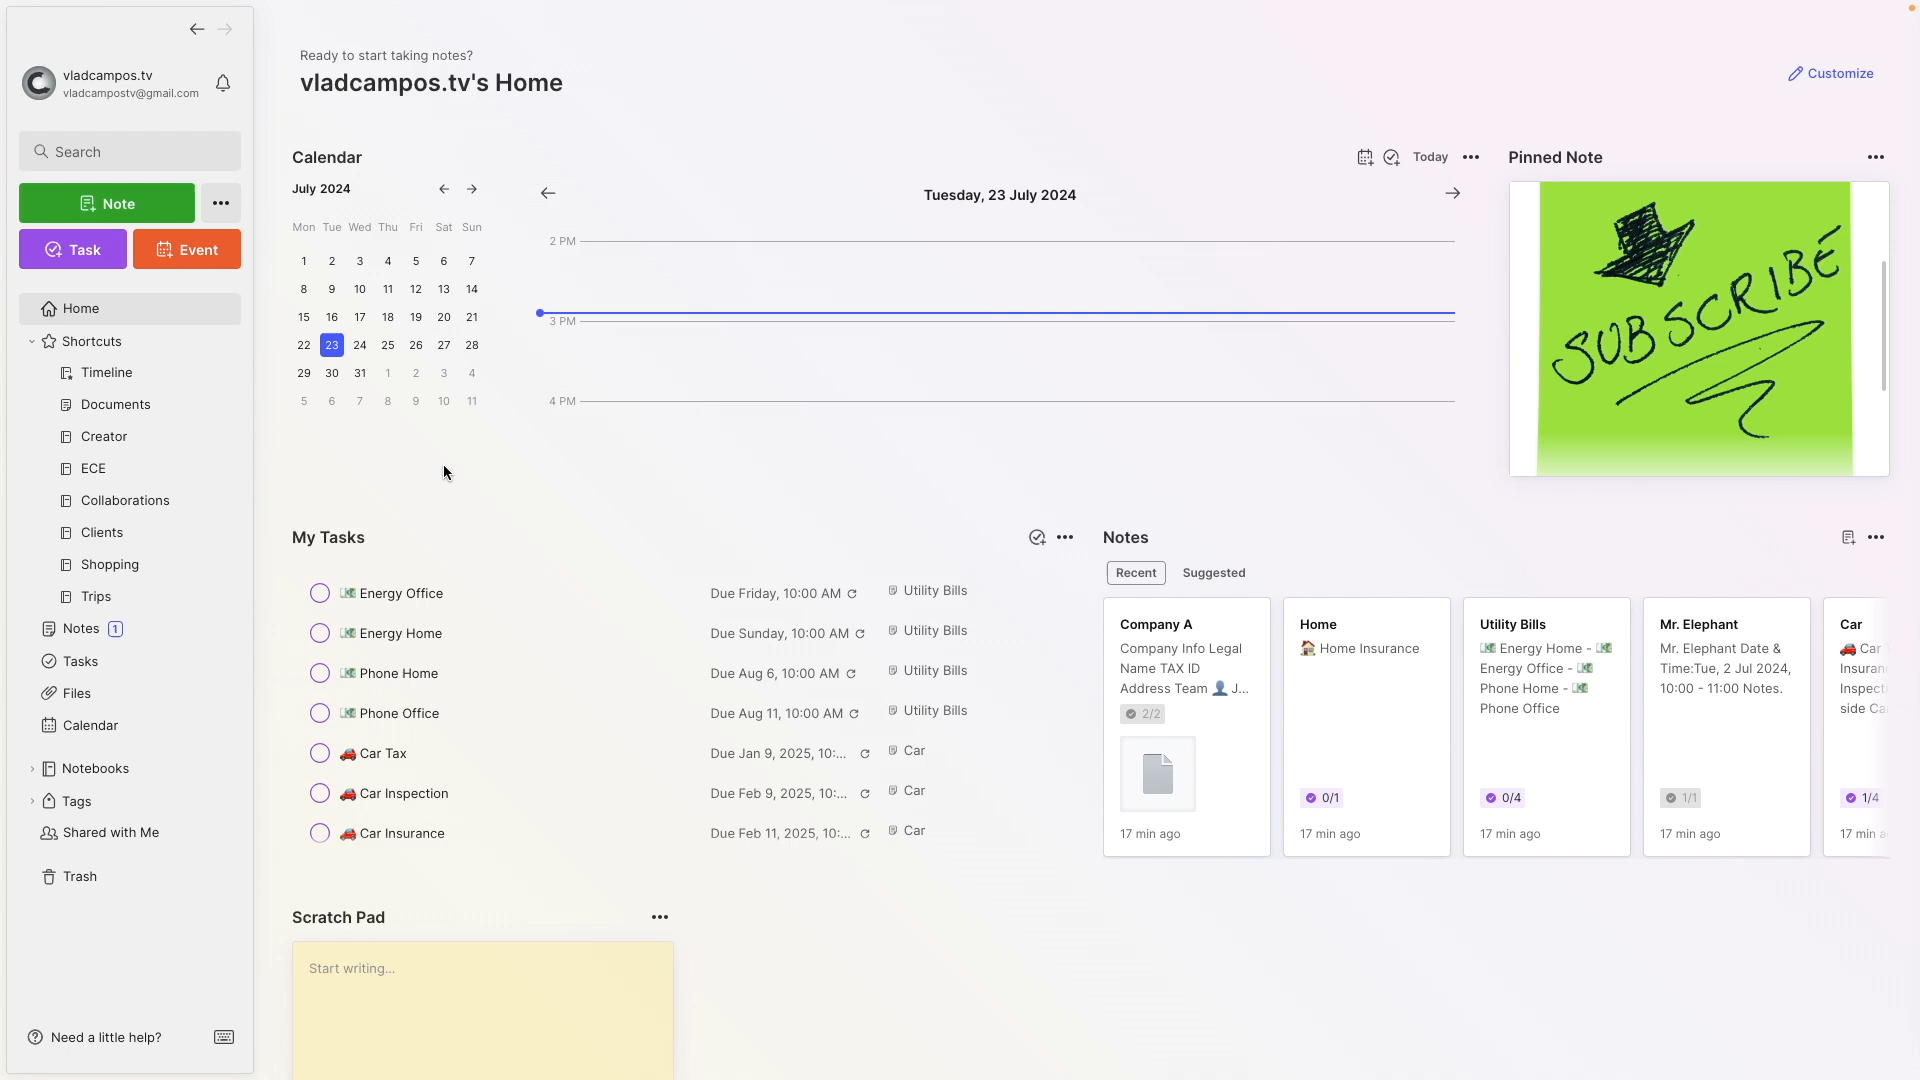 vladcampos.tv
vladcampostv@gmail.com
Search
Note
Task
Event
Home
Shortcuts
Timeline
Documents
Creator
ECE
Collaborations
Clients
Shopping
Trips
Notes 1
Tasks
Files
Calendar
Notebooks
Tags
Shared with Me
Trash
Need a little help?
Ready to start taking notes?
vladcampos.tv's Home
Customize
Calendar
Today
July 2024
Mon Tue Wed Thu Fri Sat Sun
1 2 3 4 5 6 7
8 9 10 11 12 13 14
15 16 17 18 19 20 21
22 23 24 25 26 27 28
29 30 31 1 2 3 4
5 6 7 8 9 10 11
Tuesday, 23 July 2024
2 PM
3 PM
4 PM
Pinned Note
SUBSCRIBE
My Tasks
Energy Office Due Friday, 10:00 AM Utility Bills
Energy Home Due Sunday, 10:00 AM Utility Bills
Phone Home Due Aug 6, 10:00 AM Utility Bills
Phone Office Due Aug 11, 10:00 AM Utility Bills
Car Tax Due Jan 9, 2025, 10:... Car
Car Inspection Due Feb 9, 2025, 10:... Car
Car Insurance Due Feb 11, 2025, 10:... Car
Notes
Recent Suggested
Company A
Company Info Legal
Name TAX ID
Address Team 👤 J...
2/2
17 min ago
Home
🏠 Home Insurance
0/1
17 min ago
Utility Bills
💵 Energy Home - 💵
Energy Office - 💵
Phone Home - 💵
Phone Office
0/4
17 min ago
Mr. Elephant
Mr. Elephant Date &
Time:Tue, 2 Jul 2024,
10:00 - 11:00 Notes.
1/1
17 min ago
Car
🚗 Car
side
1/4
17 min
Scratch Pad
Start writing...